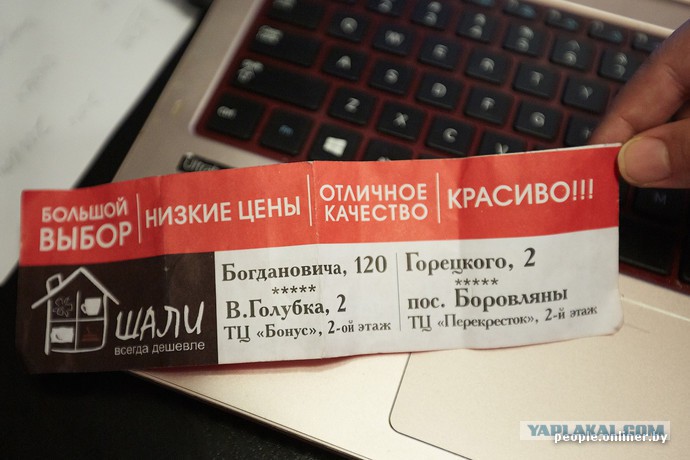 БОЛЬШОЙ
ВЫБОР
НИЗКИЕ ЦЕНЫ
ОТЛИЧНОЕ
КАЧЕСТВО
КРАСИВО!!!
ШАЛИ
всегда дешевле
Богдановича, 120
*****
В.Голубка, 2
ТЦ «Бонус», 2-ой этаж
Горецкого, 2
*****
пос. Боровляны
ТЦ «Перекресток», 2-й этаж
YAPLAKAL.COM
people.onliner.by